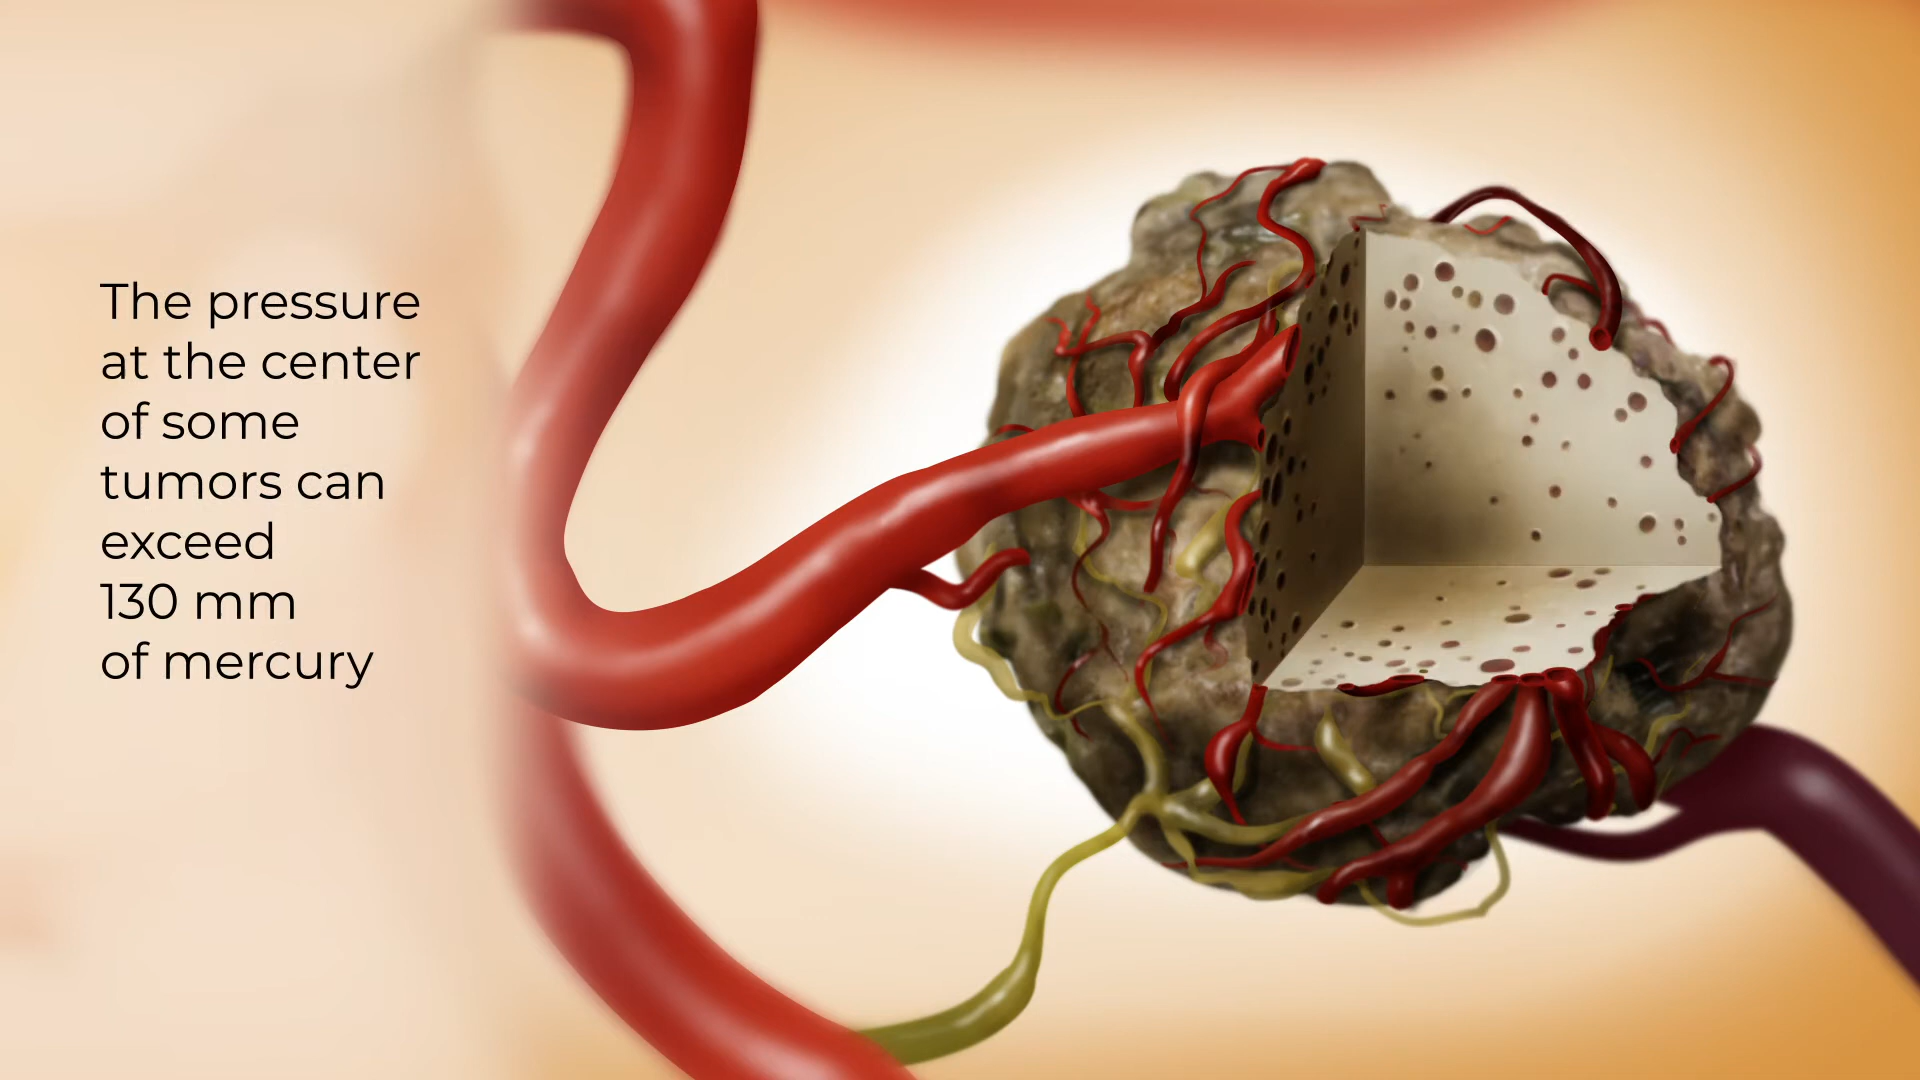 The pressure
at the center
of some
tumors can
exceed
130 mm
of mercury